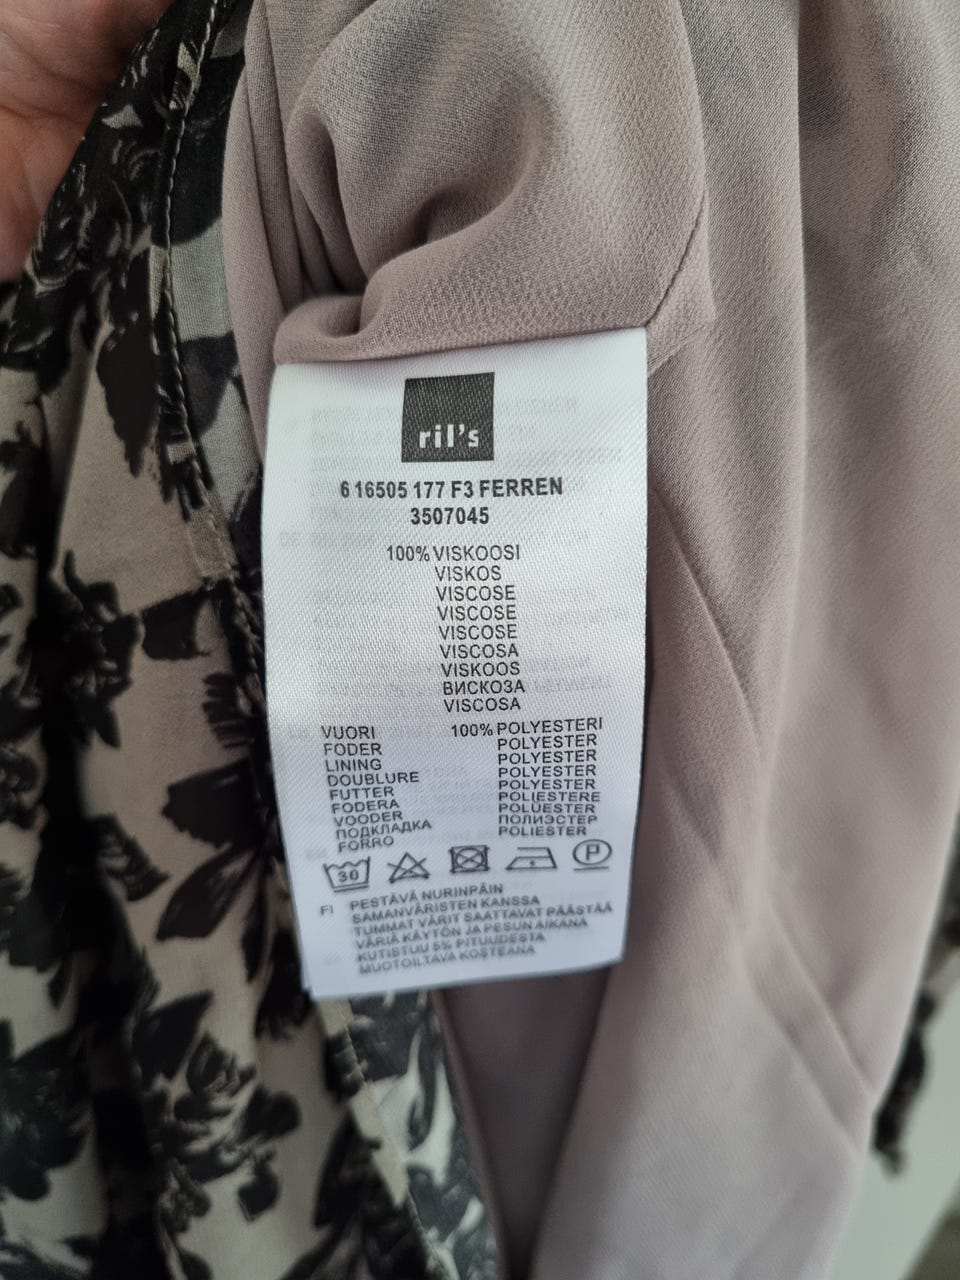 ril's
6 16505 177 F3 FERREN
3507045
100% VISKOOSI
VISKOS
VISCOSE
VISCOSE
VISCOSE
VISCOSA
VISKOOS
ВИСКОЗА
VISCOSA
VUORI 100% POLYESTERI
FODER POLYESTER
LINING POLYESTER
DOUBLURE POLYESTER
FUTTER POLYESTER
FODERA POLIESTERE
VOODER POLÜESTER
ПОДКЛАДКА ПОЛИЭСТЕР
FORRO POLIESTER
30 P
FI PESTÄVÄ NURINPÄIN
SAMANVÄRISTEN KANSSA
TUMMAT VÄRIT SAATTAVAT PÄÄSTÄÄ
VÄRIÄ KÄYTÖN JA PESUN AIKANA
KUTISTUU 5% PITUUDESTA
MUOTOILTAVA KOSTEANA